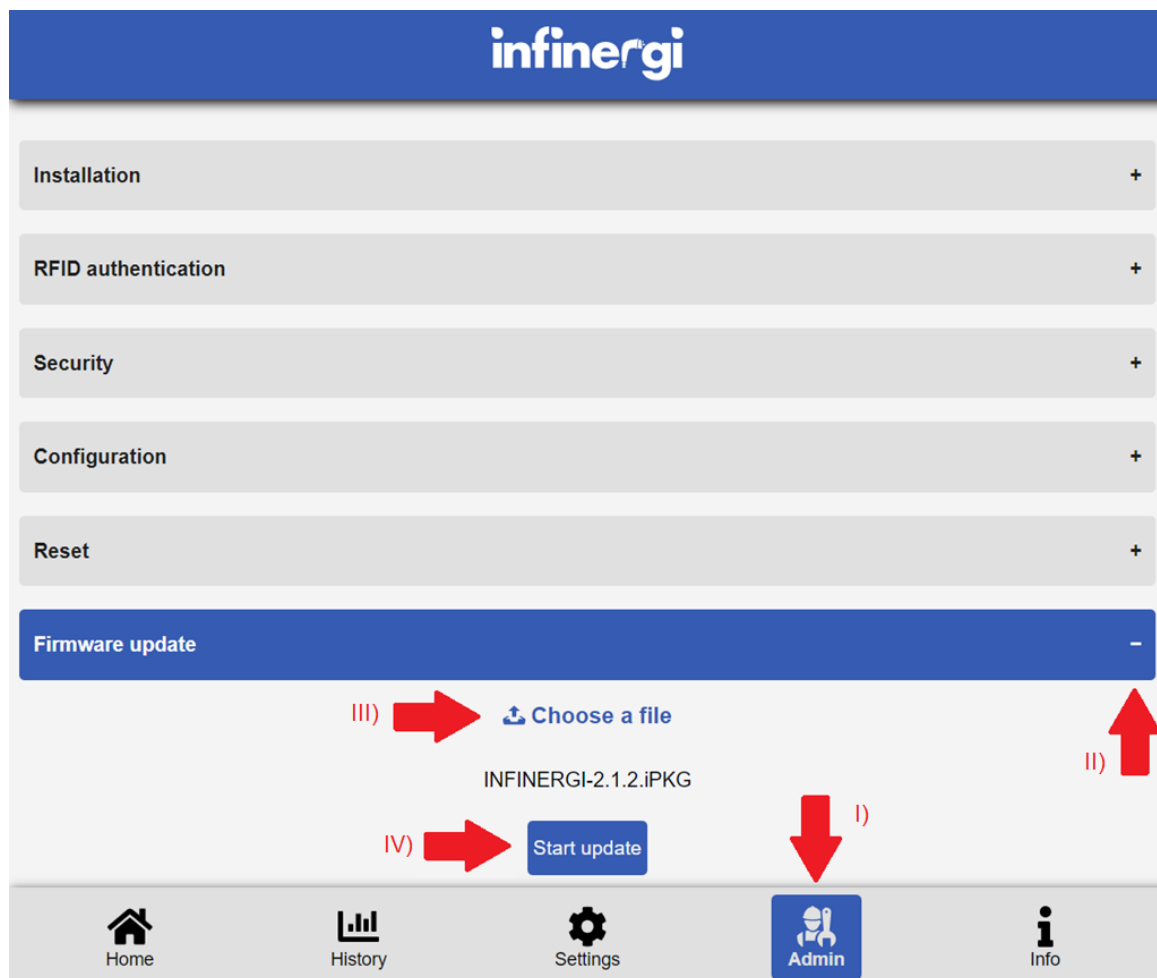 infinergi
Installation +
RFID authentication +
Security +
Configuration +
Reset +
Firmware update −
III) Choose a file
II)
INFINERGI-2.1.2.iPKG
I)
IV) Start update
Home History Settings Admin Info